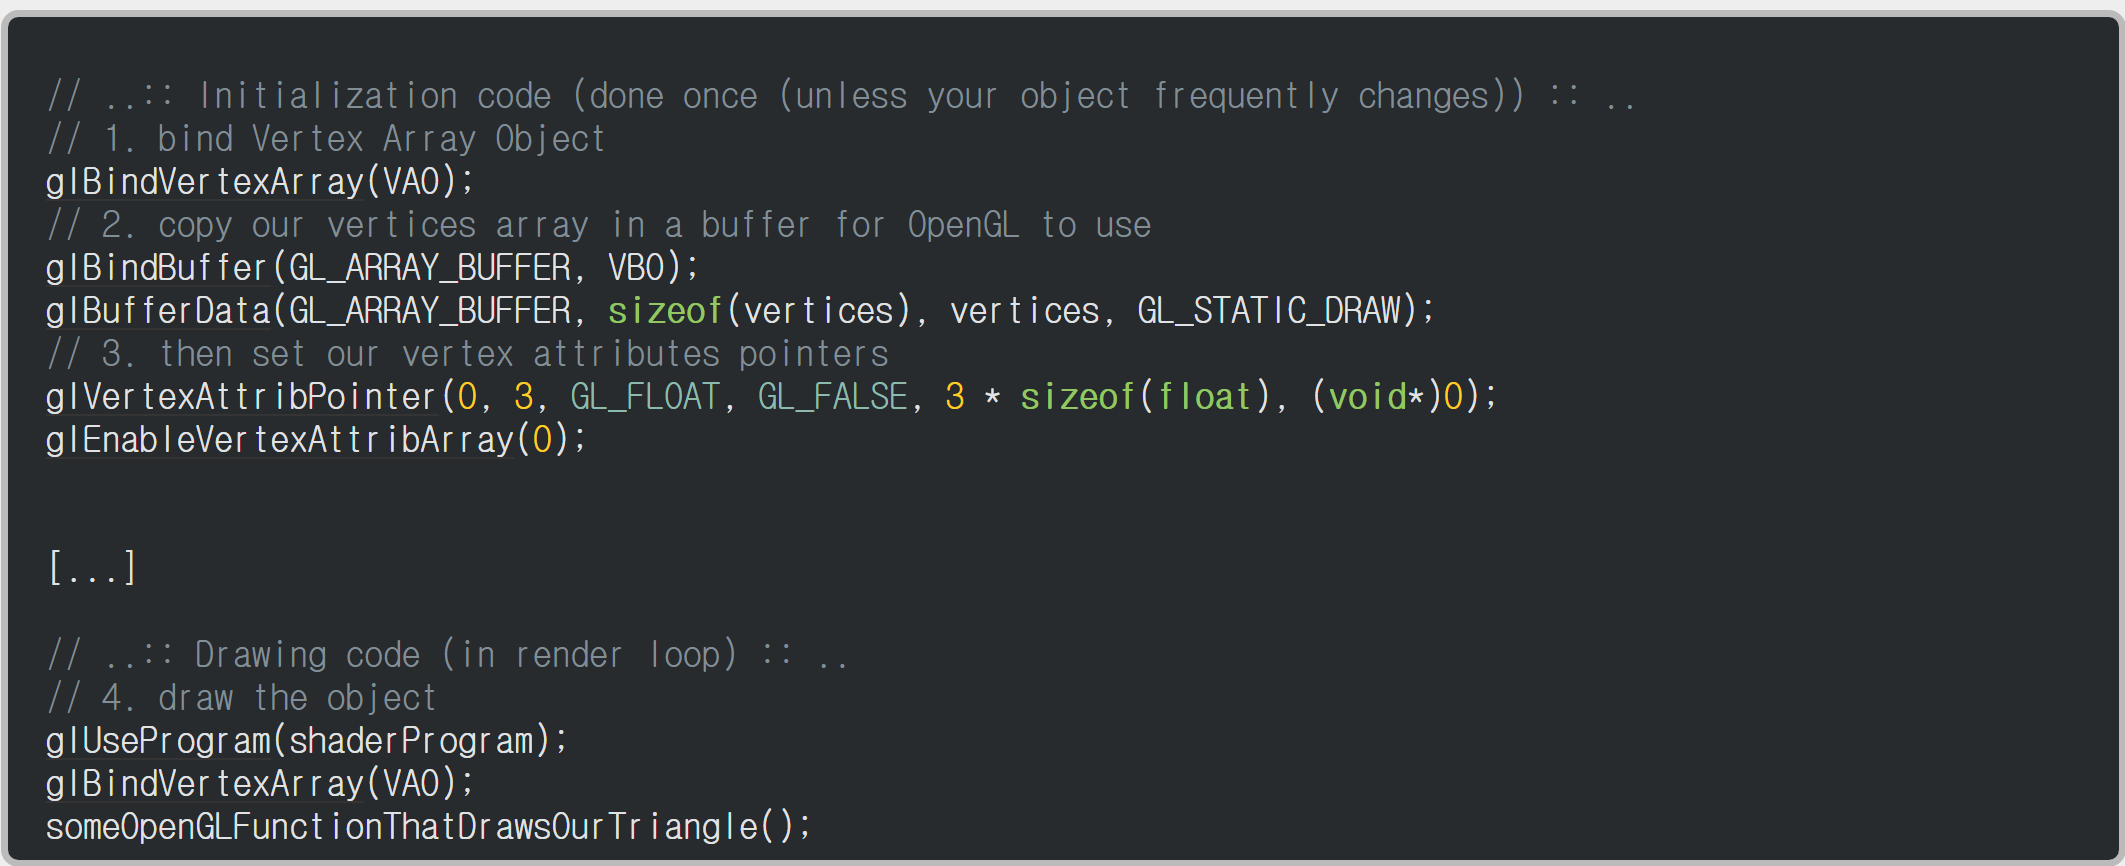 // ..:: Initialization code (done once (unless your object frequently changes)) :: ..
// 1. bind Vertex Array Object
glBindVertexArray(VAO);
// 2. copy our vertices array in a buffer for OpenGL to use
glBindBuffer(GL_ARRAY_BUFFER, VBO);
glBufferData(GL_ARRAY_BUFFER, sizeof(vertices), vertices, GL_STATIC_DRAW);
// 3. then set our vertex attributes pointers
glVertexAttribPointer(0, 3, GL_FLOAT, GL_FALSE, 3 * sizeof(float), (void*)0);
glEnableVertexAttribArray(0);
[...]
// ..:: Drawing code (in render loop) :: ..
// 4. draw the object
glUseProgram(shaderProgram);
glBindVertexArray(VAO);
someOpenGLFunctionThatDrawsOurTriangle();